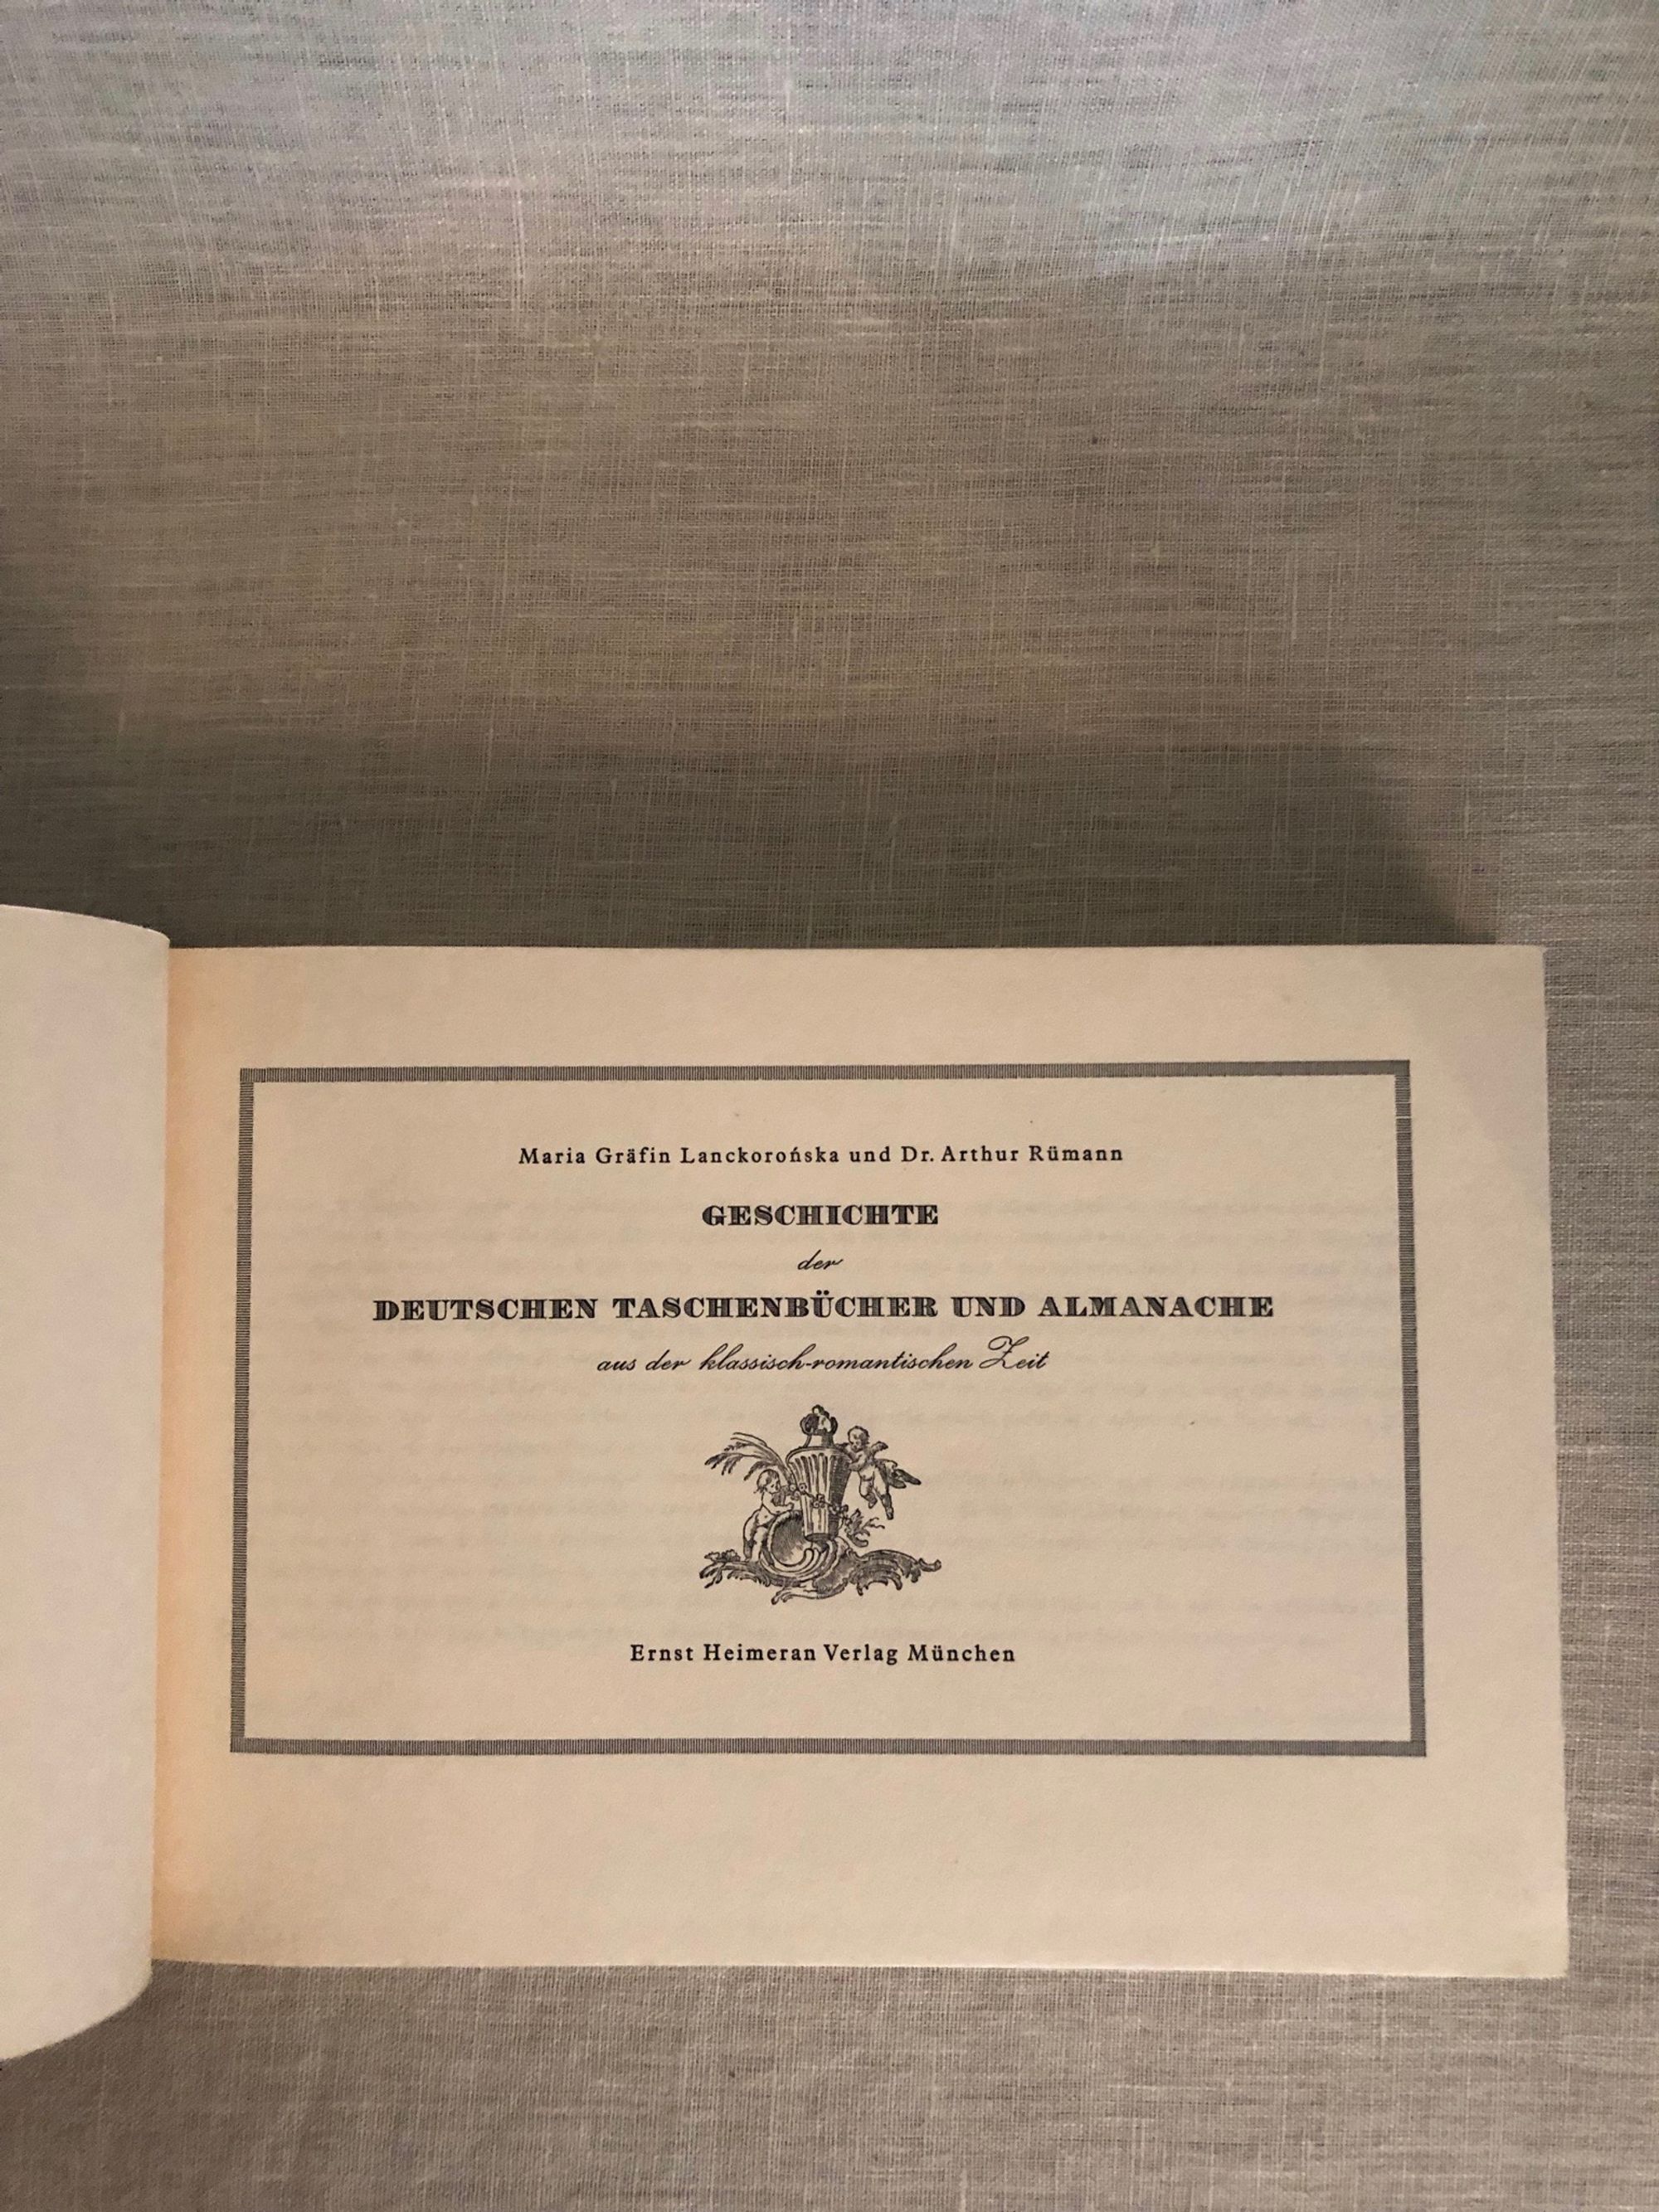 Maria Gräfin Lanckorońska und Dr. Arthur Rümann
GESCHICHTE
der
DEUTSCHEN TASCHENBÜCHER UND ALMANACHE
aus der klassisch-romantischen Zeit
Ernst Heimeran Verlag München